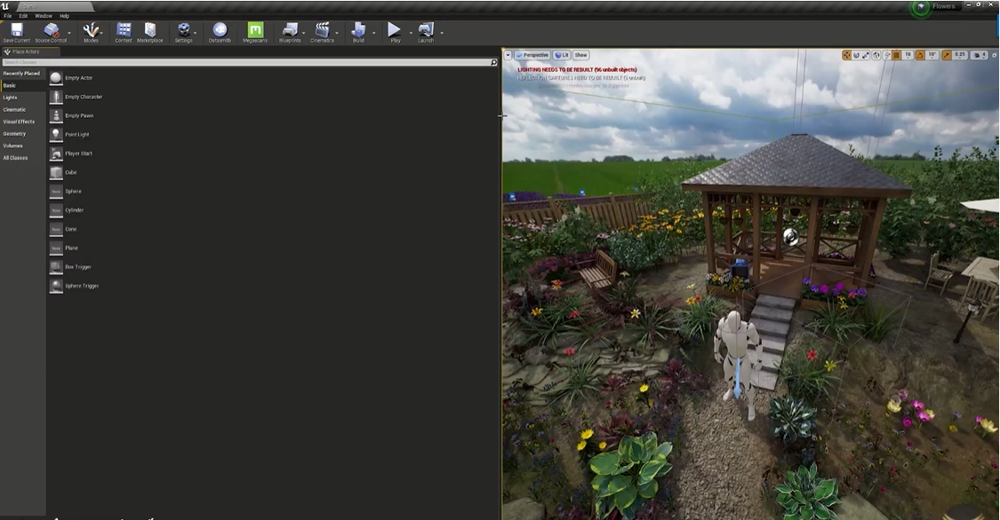 Demo
Flowers
File Edit Window Help
Save Current Source Control Modes Content Marketplace Settings Datasmith Megascans Blueprints Cinematics Build Play Launch
Place Actors
Search Classes
Recently Placed
Basic
Lights
Cinematic
Visual Effects
Geometry
Volumes
All Classes
Empty Actor
Empty Character
Empty Pawn
Point Light
Player Start
Cube
Sphere
Cylinder
Cone
Plane
Box Trigger
Sphere Trigger
Perspective Lit Show
10 10° 0.25 4
LIGHTING NEEDS TO BE REBUILT (96 unbuilt objects)
REFLECTION CAPTURES NEED TO BE REBUILT (5 unbuilt)